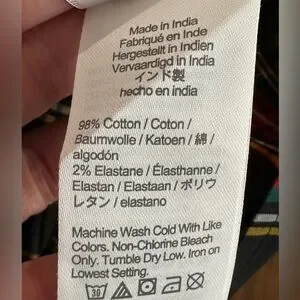 Made in India
Fabriqué en Inde
Hergestellt in Indien
Vervaardigd in India
インド製
hecho en india
98% Cotton / Coton /
Baumwolle / Katoen / 綿 /
algodón
2% Elastane / Élasthanne /
Elastan / Elastaan / ポリウ
レタン / elastano
Machine Wash Cold With Like
Colors. Non-Chlorine Bleach
Only. Tumble Dry Low. Iron on
Lowest Setting.
30